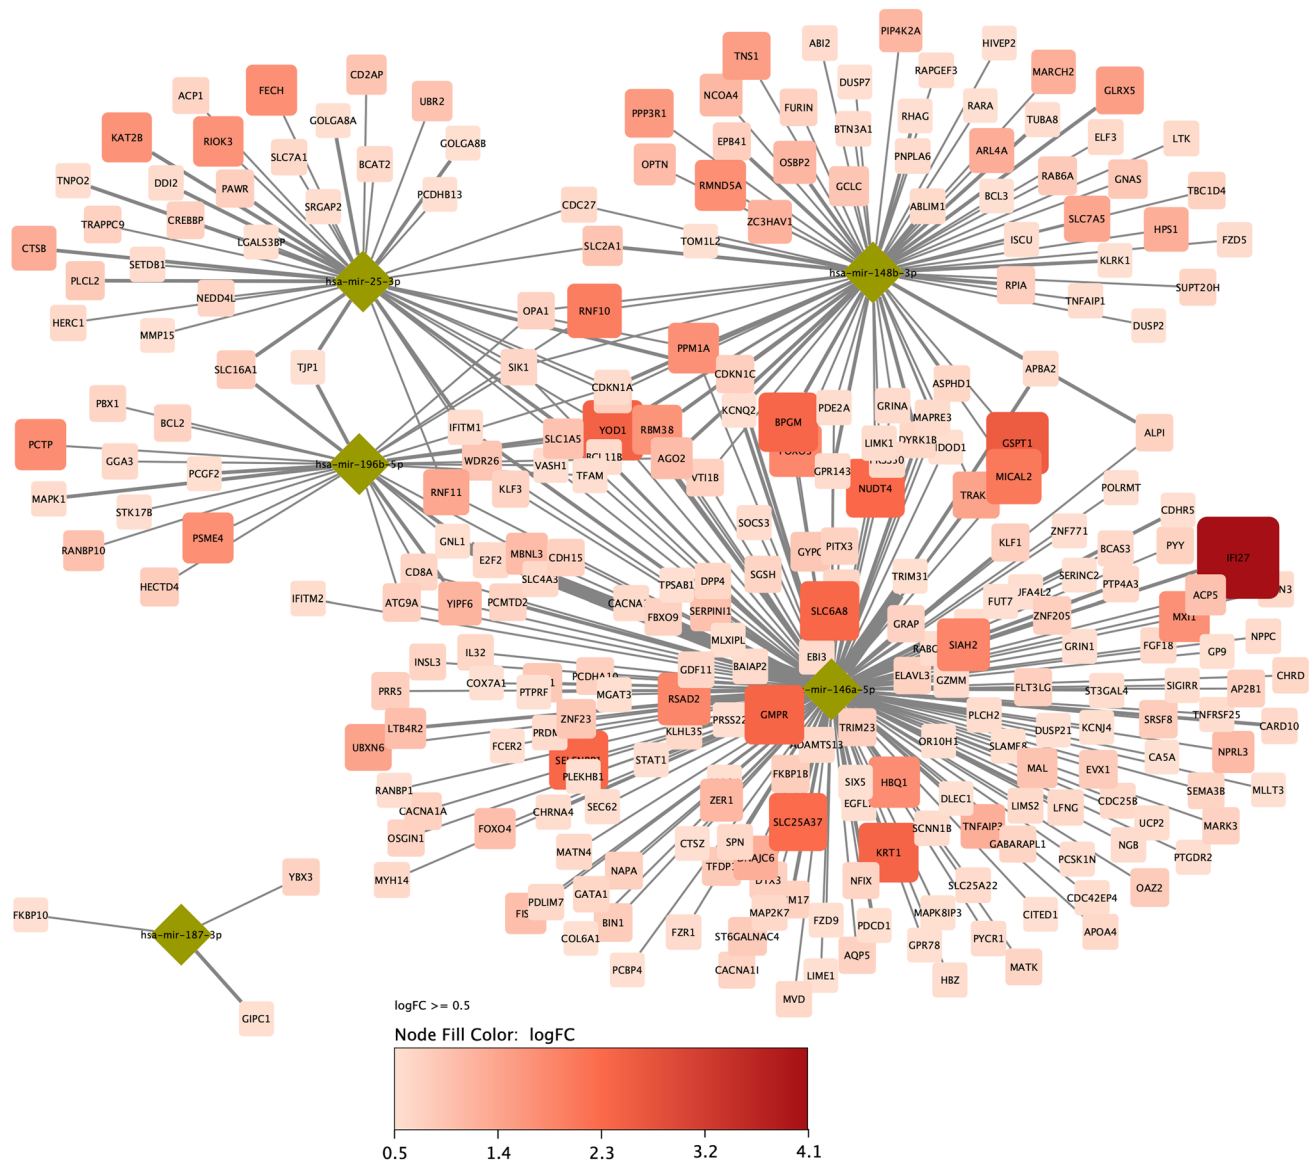 PIP4K2A
ABI2
HIVEP2
TNS1
CD2AP
RAPGEF3
MARCH2
DUSP7
FECH
GLRX5
ACP1
NCOA4
UBR2
FURIN
RARA
PPP3R1
RHAG
TUBA8
GOLGA8A
BTN3A1
KAT2B
RIOK3
ELF3
LTK
EPB41
GOLGA8B
ARL4A
SLC7A1
BCAT2
OPTN
OSBP2
PNPLA6
RAB6A
GNAS
TNPO2
DDI2
PAWR
RMND5A
GCLC
TBC1D4
PCDHB13
BCL3
SRGAP2
CDC27
ABLIM1
CREBBP
ZC3HAV1
SLC7A5
TRAPPC9
HPS1
LGALS3BP
TOM1L2
ISCU
FZD5
CTSB
SLC2A1
KLRK1
SETDB1
PLCL2
hsa-mir-25-3p
hsa-mir-148b-3p
RPIA
SUPT20H
NEDD4L
TNFAIP1
OPA1
RNF10
HERC1
DUSP2
MMP15
PPM1A
SLC16A1
TJP1
SIK1
CDKN1C
APBA2
CDKN1A
ASPHD1
PBX1
KCNQ2
PDE2A
GRINA
MAPRE3
BCL2
BPGM
IFITM1
YOD1
RBM38
ALPI
PCTP
SLC1A5
LIMK1
DYRK1B
GSPT1
IDOD1
GGA3
hsa-mir-196b-5p
WDR26
BCL11B
AGO2
VASH1
GPR143
PCGF2
TFAM
VTI1B
MICAL2
NUDT4
KLF3
RNF11
TRAK
POLRMT
MAPK1
STK17B
CDHR5
SOCS3
ZNF771
PSME4
GNL1
KLF1
RANBP10
MBNL3
CDH15
GYPC
PITX3
BCAS3
PYY
E2F2
IFI27
CD8A
SLC4A3
SGSH
TRIM31
SERINC2
TPSAB1
DPP4
PTP4A3
HECTD4
ACP5
IFITM2
ATG9A
YIPF6
PCMTD2
CACNA
SERPINI1
SLC6A8
FUT7
ZNF205
FBXO9
GRAP
MXI1
MLXIPL
NPPC
IL32
EBI3
SIAH2
GRIN1
FGF18
GP9
INSL3
GDF11
BAIAP2
ELAVL3
GZMM
CHRD
COX7A1
FLT3LG
ST3GAL4
SIGIRR
AP2B1
PRR5
PTPRF
MGAT3
RSAD2
GMPR
PLCH2
ZNF23
PRSS22
TRIM23
SRSF8
TNFRSF25
CARD10
LTB4R2
KLHL35
DUSP21
KCNJ4
OR10H1
UBXN6
FCER2
ADAMTS13
SLAMF8
NPRL3
STAT1
CA5A
PLEKHB1
FKBP1B
MAL
EVX1
RANBP1
SIX5
HBQ1
SEMA3B
MLLT3
DLEC1
ZER1
CDC25B
CACNA1A
CHRNA4
SEC62
LIMS2
LFNG
SLC25A37
UCP2
MARK3
FOXO4
SCNN1B
TNFAIP3
OSGIN1
SPN
GABARAPL1
NGB
MATN4
CTSZ
KRT1
PCSK1N
PTGDR2
NAPA
MYH14
YBX3
NFIX
SLC25A22
OAZ2
GATA1
CDC42EP4
PDLIM7
FKBP10
FIS
MAP2K7
MAPK8IP3
CITED1
BIN1
FZD9
PDCD1
APOA4
hsa-mir-187-3p
COL6A1
FZR1
ST6GALNAC4
PYCR1
GPR78
AQP5
PCBP4
CACNA1I
LIME1
MATK
HBZ
MVD
logFC >= 0.5
GIPC1
Node Fill Color: logFC
0.5 1.4 2.3 3.2 4.1